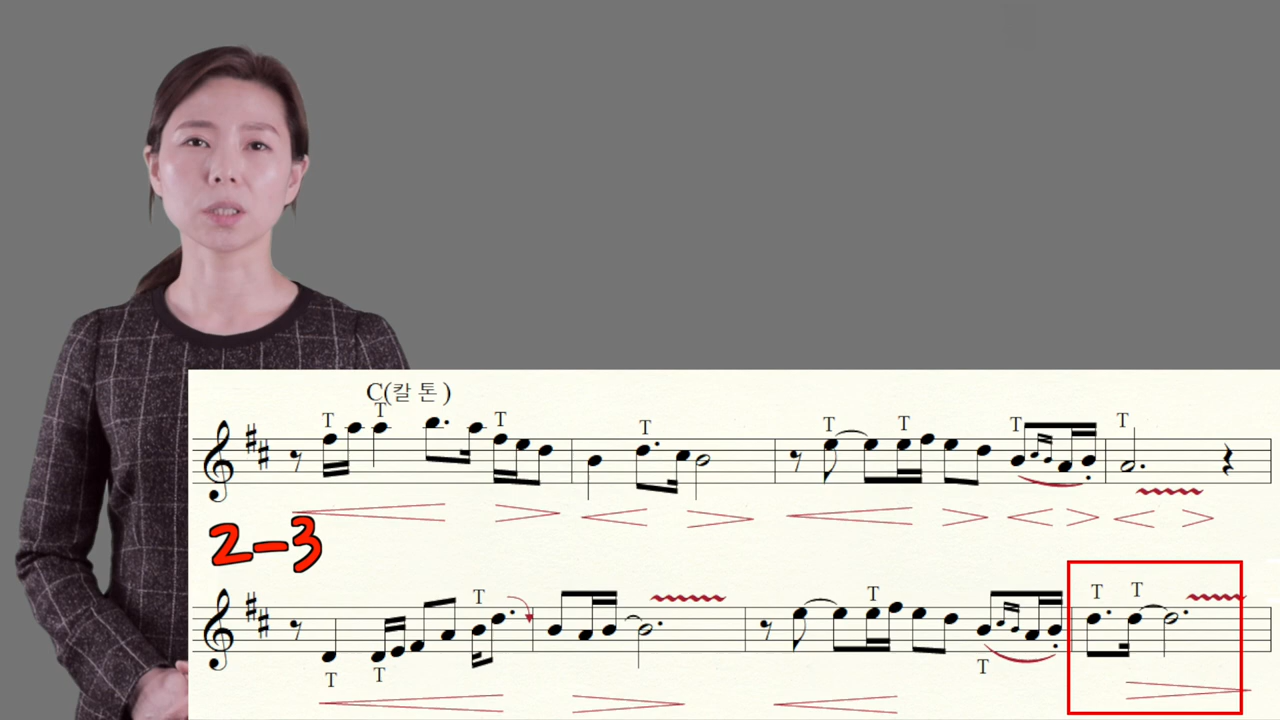 C(칼 톤 )
T T T T T T T T
2-3
T T T T
T T T